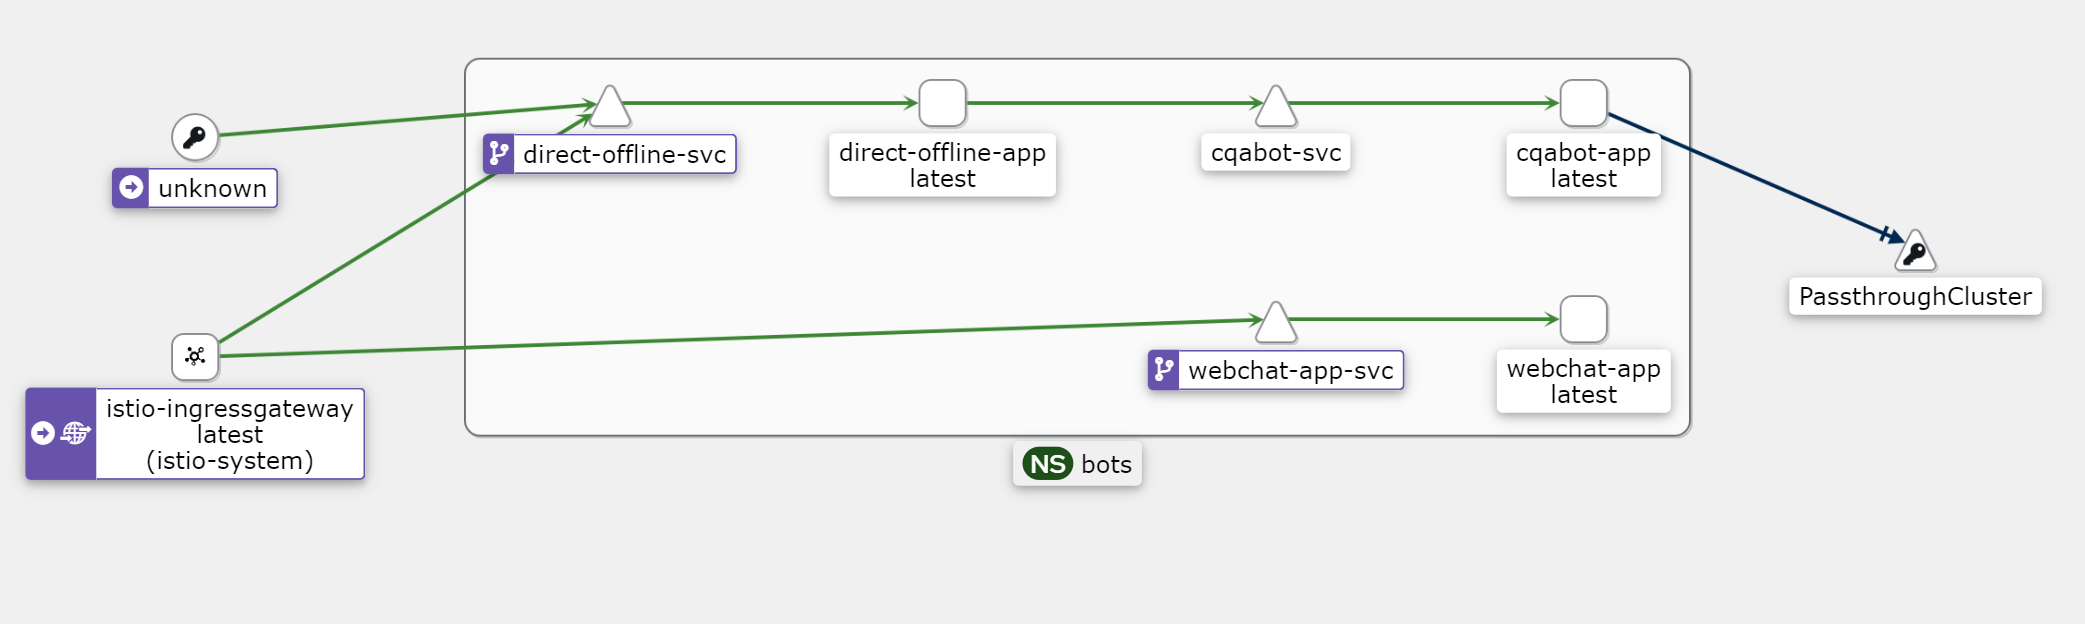 unknown
direct-offline-svc
direct-offline-app
latest
cqabot-svc
cqabot-app
latest
PassthroughCluster
istio-ingressgateway
latest
(istio-system)
webchat-app-svc
webchat-app
latest
NS bots